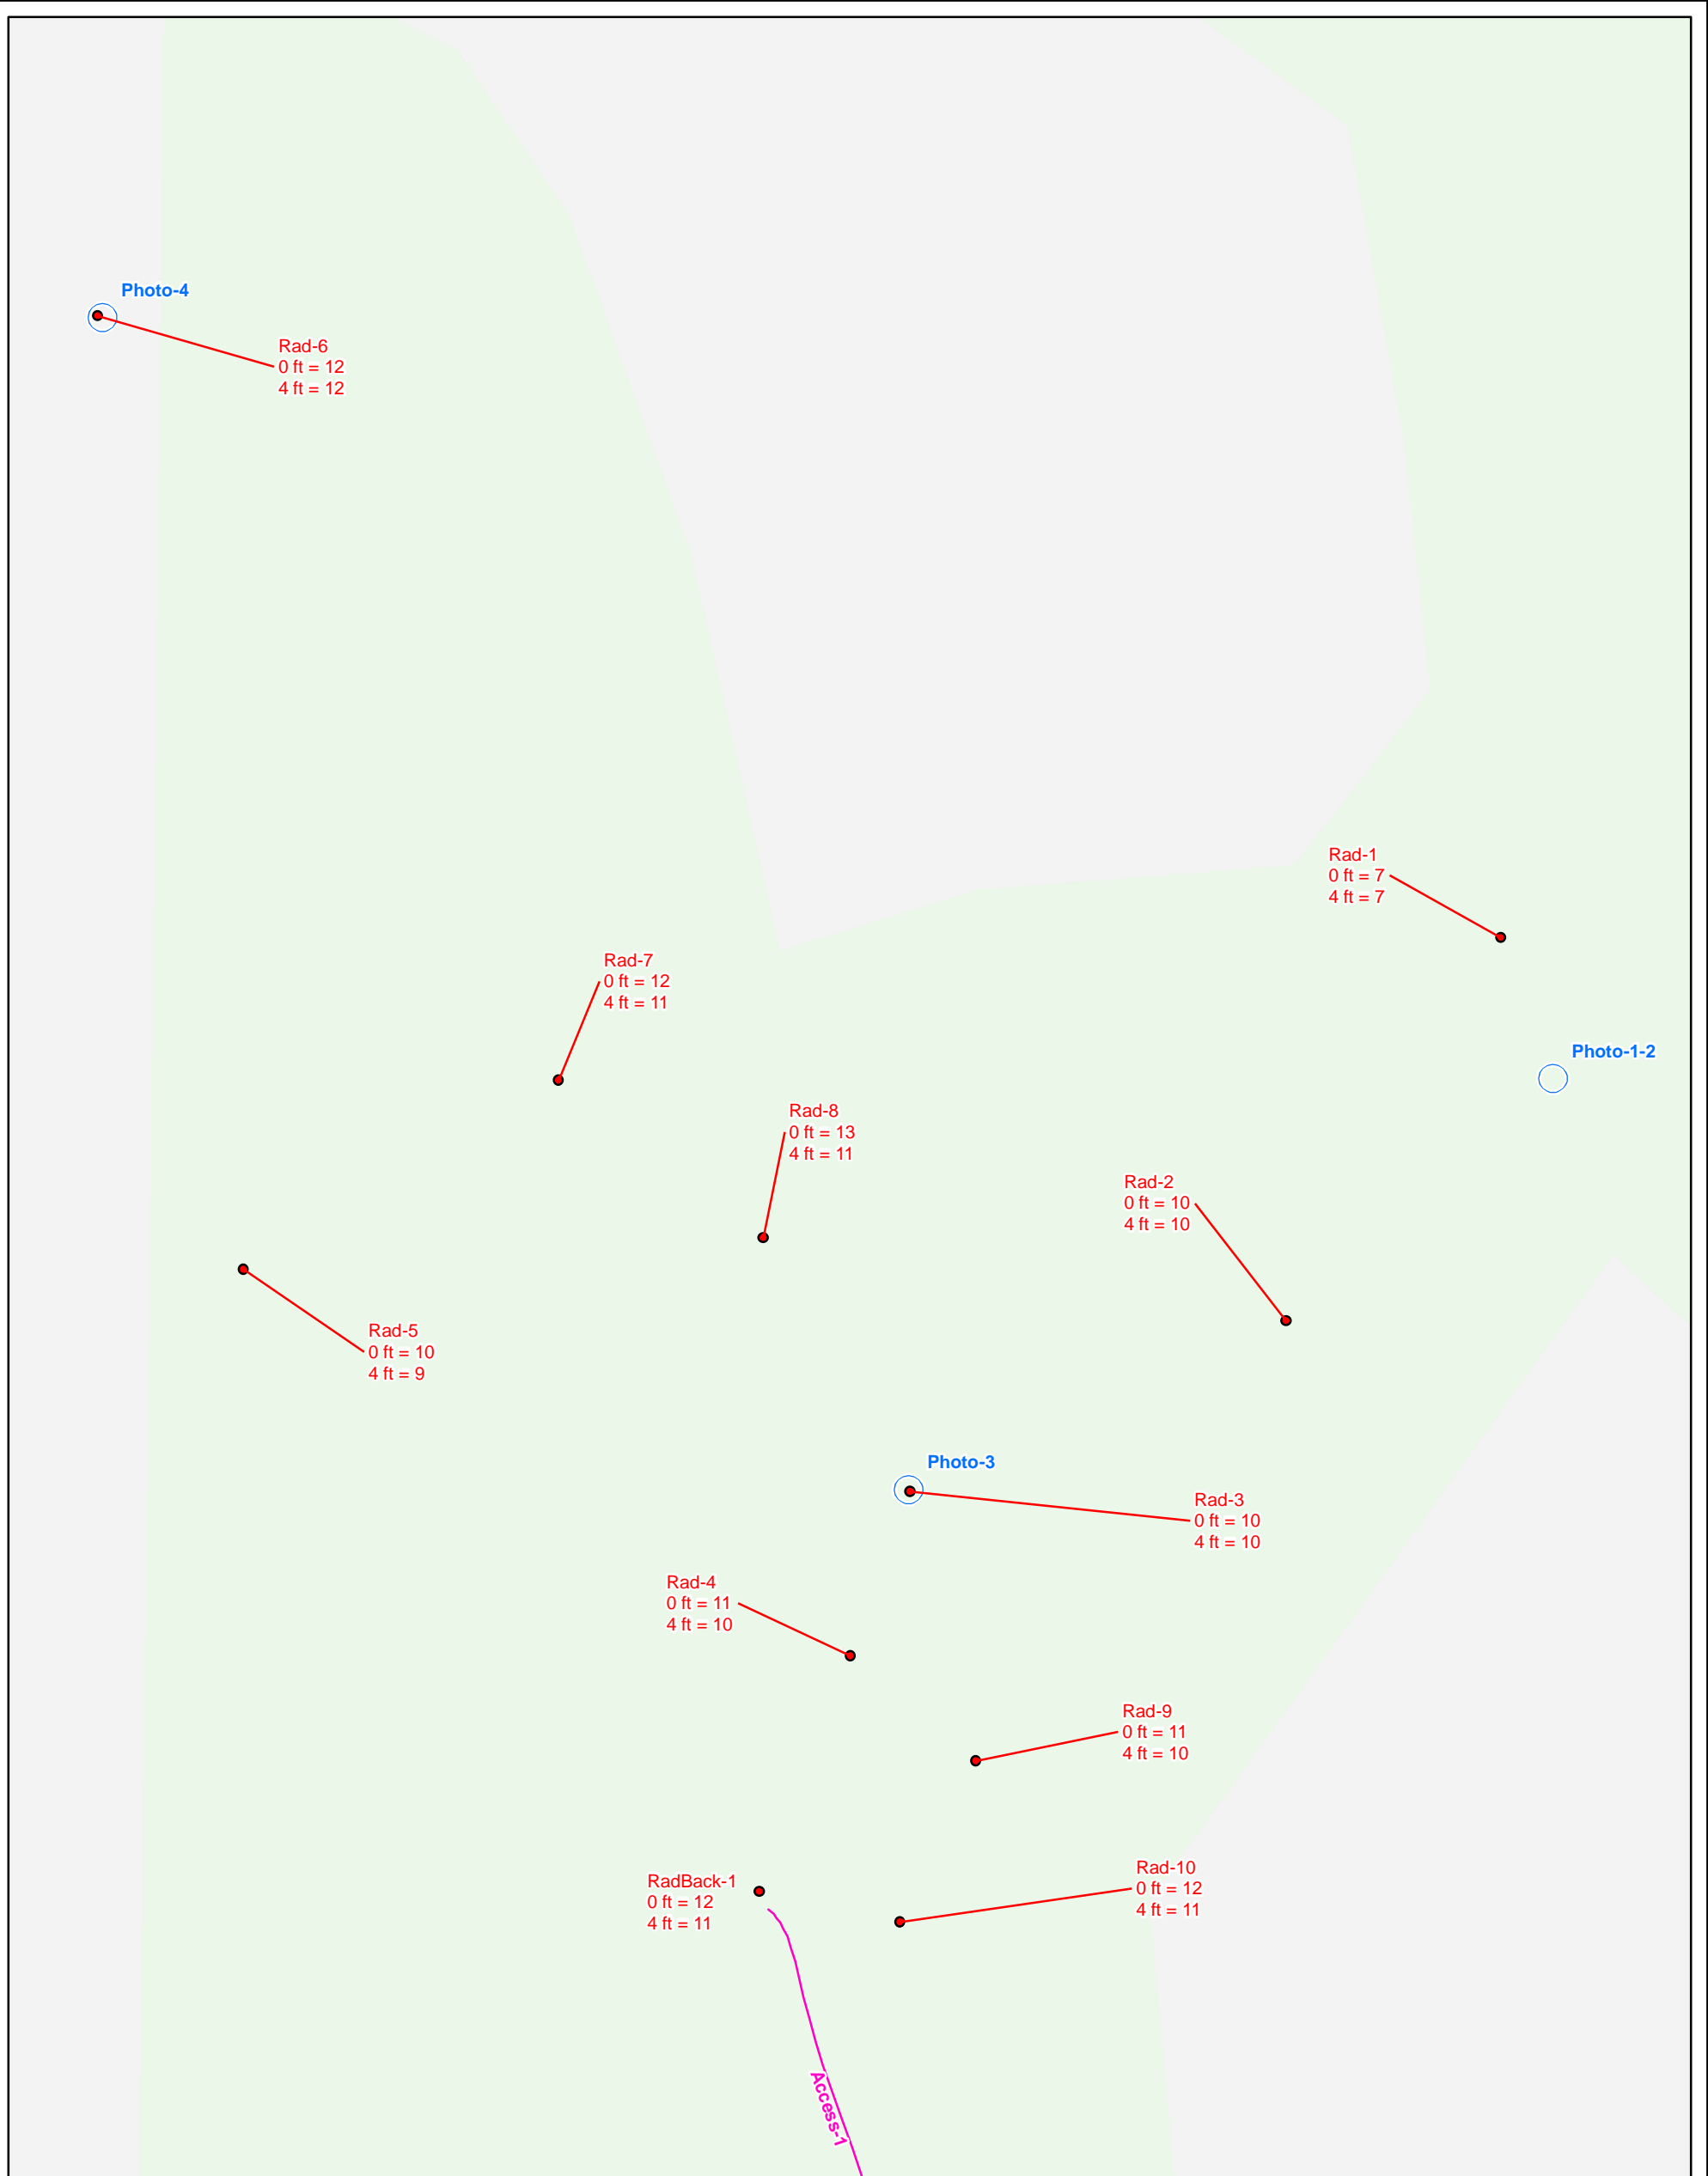 Photo-4
Rad-6
0 ft = 12
4 ft = 12
Rad-1
0 ft = 7
4 ft = 7
Rad-7
0 ft = 12
4 ft = 11
Photo-1-2
Rad-8
0 ft = 13
4 ft = 11
Rad-2
0 ft = 10
4 ft = 10
Rad-5
0 ft = 10
4 ft = 9
Photo-3
Rad-3
0 ft = 10
4 ft = 10
Rad-4
0 ft = 11
4 ft = 10
Rad-9
0 ft = 11
4 ft = 10
RadBack-1
0 ft = 12
4 ft = 11
Rad-10
0 ft = 12
4 ft = 11
Access-1